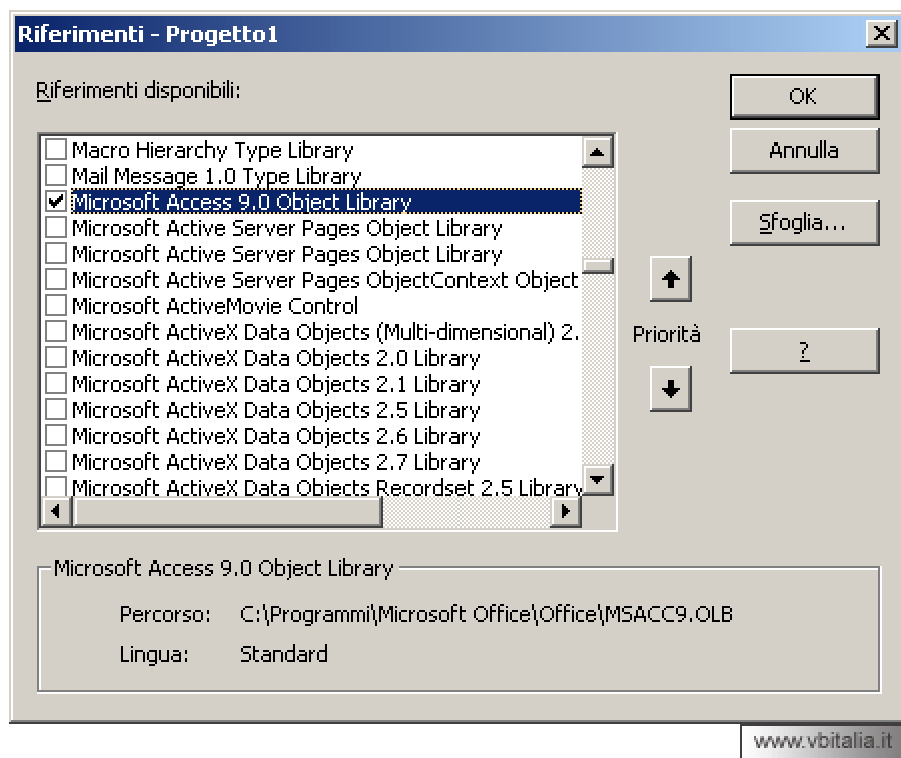 Riferimenti - Progetto1
Riferimenti disponibili:
OK
Annulla
Sfoglia...
Priorità
?
Macro Hierarchy Type Library
Mail Message 1.0 Type Library
Microsoft Access 9.0 Object Library
Microsoft Active Server Pages Object Library
Microsoft Active Server Pages Object Library
Microsoft Active Server Pages ObjectContext Object
Microsoft ActiveMovie Control
Microsoft ActiveX Data Objects (Multi-dimensional) 2.
Microsoft ActiveX Data Objects 2.0 Library
Microsoft ActiveX Data Objects 2.1 Library
Microsoft ActiveX Data Objects 2.5 Library
Microsoft ActiveX Data Objects 2.6 Library
Microsoft ActiveX Data Objects 2.7 Library
Microsoft ActiveX Data Objects Recordset 2.5 Library
Microsoft Access 9.0 Object Library
Percorso: C:\Programmi\Microsoft Office\Office\MSACC9.OLB
Lingua: Standard
www.vbitalia.it